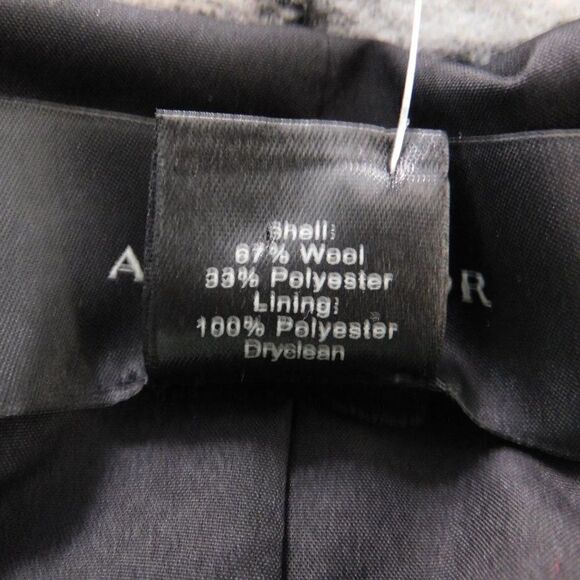 Shell:
67% Wool
33% Polyester
Lining:
100% Polyester
Dryclean